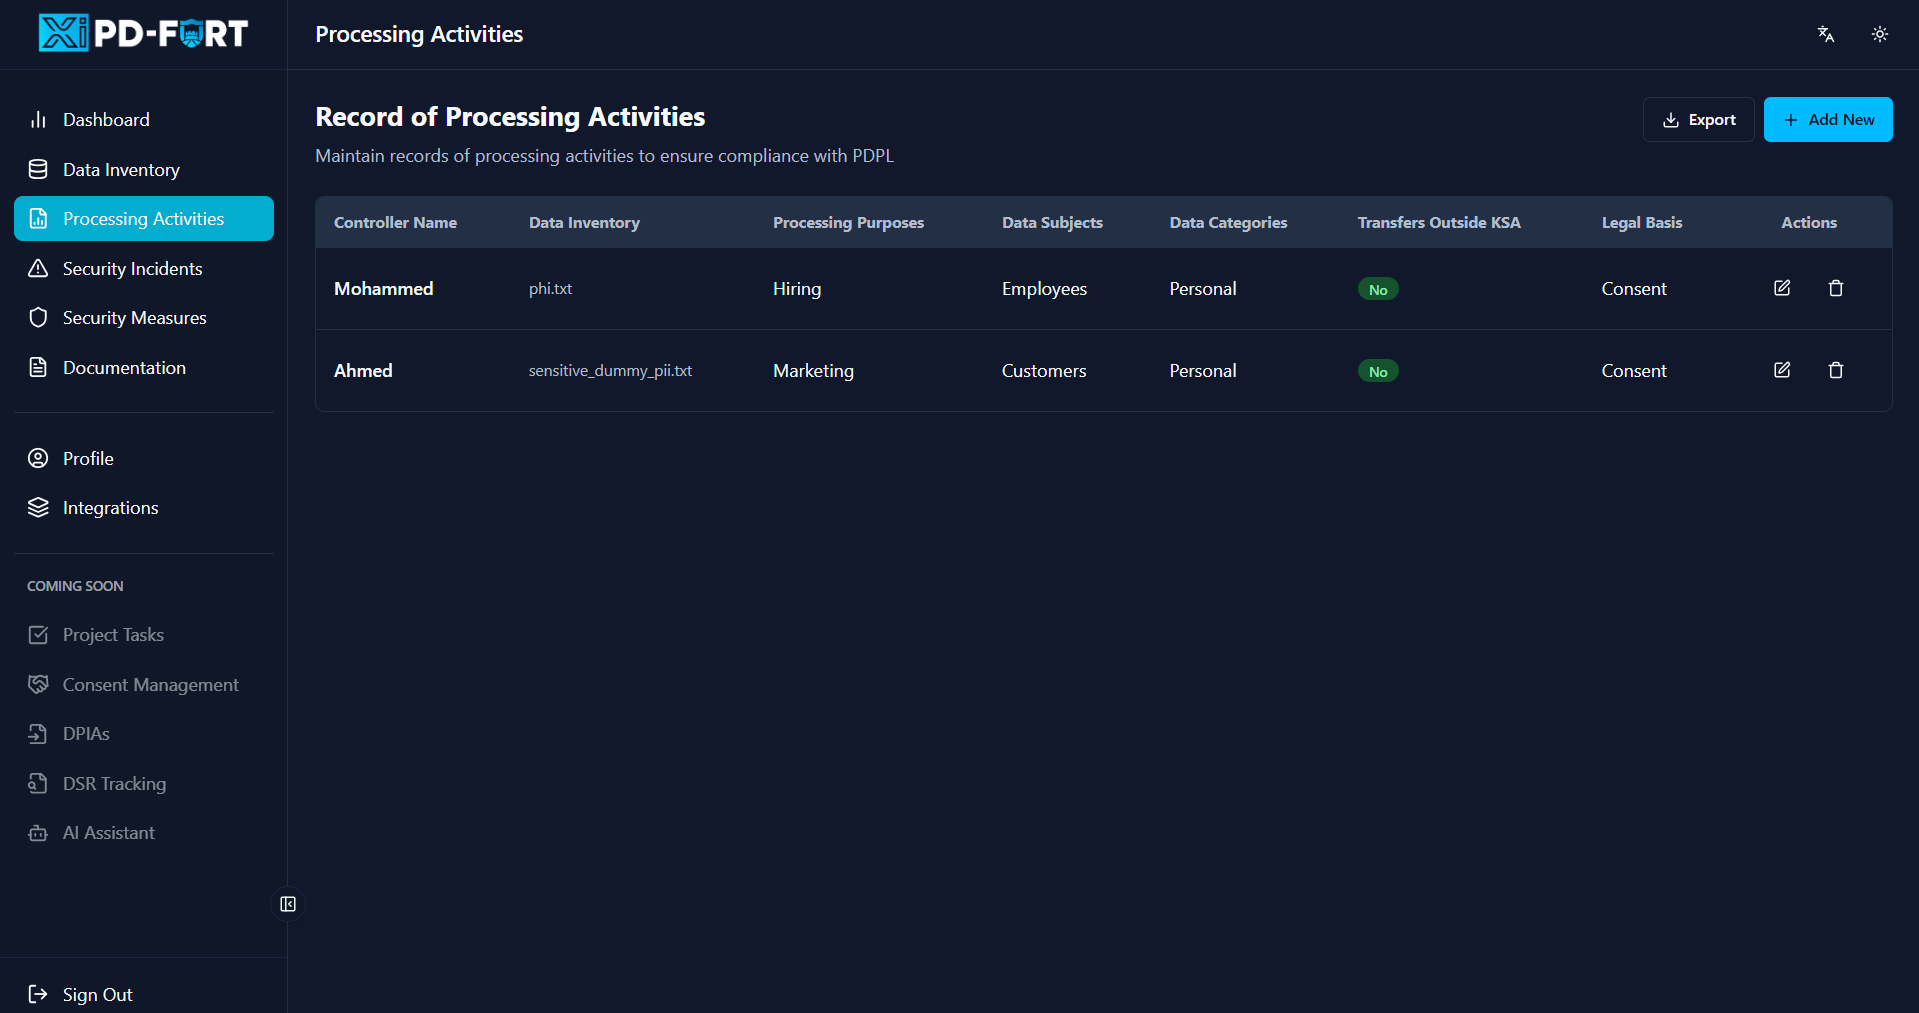 Xi PD-FORT
Processing Activities
Dashboard
Data Inventory
Processing Activities
Security Incidents
Security Measures
Documentation
Profile
Integrations
COMING SOON
Project Tasks
Consent Management
DPIAs
DSR Tracking
AI Assistant
Sign Out
Record of Processing Activities
Maintain records of processing activities to ensure compliance with PDPL
Export
Add New
Controller Name Data Inventory Processing Purposes Data Subjects Data Categories Transfers Outside KSA Legal Basis Actions
Mohammed phi.txt Hiring Employees Personal No Consent
Ahmed sensitive_dummy_pii.txt Marketing Customers Personal No Consent